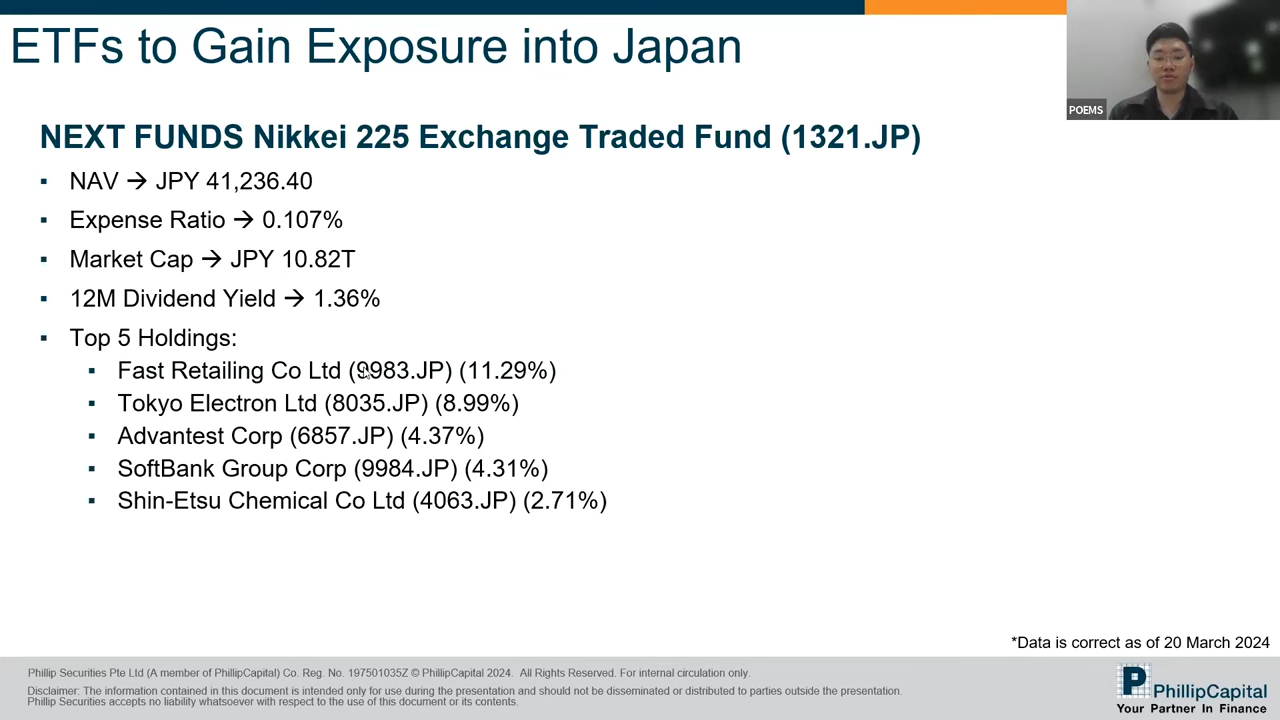 ETFs to Gain Exposure into Japan
POEMS
NEXT FUNDS Nikkei 225 Exchange Traded Fund (1321.JP)
▪ NAV → JPY 41,236.40
▪ Expense Ratio → 0.107%
▪ Market Cap → JPY 10.82T
▪ 12M Dividend Yield → 1.36%
▪ Top 5 Holdings:
▪ Fast Retailing Co Ltd (9983.JP) (11.29%)
▪ Tokyo Electron Ltd (8035.JP) (8.99%)
▪ Advantest Corp (6857.JP) (4.37%)
▪ SoftBank Group Corp (9984.JP) (4.31%)
▪ Shin-Etsu Chemical Co Ltd (4063.JP) (2.71%)
*Data is correct as of 20 March 2024
Phillip Securities Pte Ltd (A member of PhillipCapital) Co. Reg. No. 197501035Z © PhillipCapital 2024. All Rights Reserved. For internal circulation only.
Disclaimer: The information contained in this document is intended only for use during the presentation and should not be disseminated or distributed to parties outside the presentation.
Phillip Securities accepts no liability whatsoever with respect to the use of this document or its contents.
PhillipCapital
Your Partner In Finance